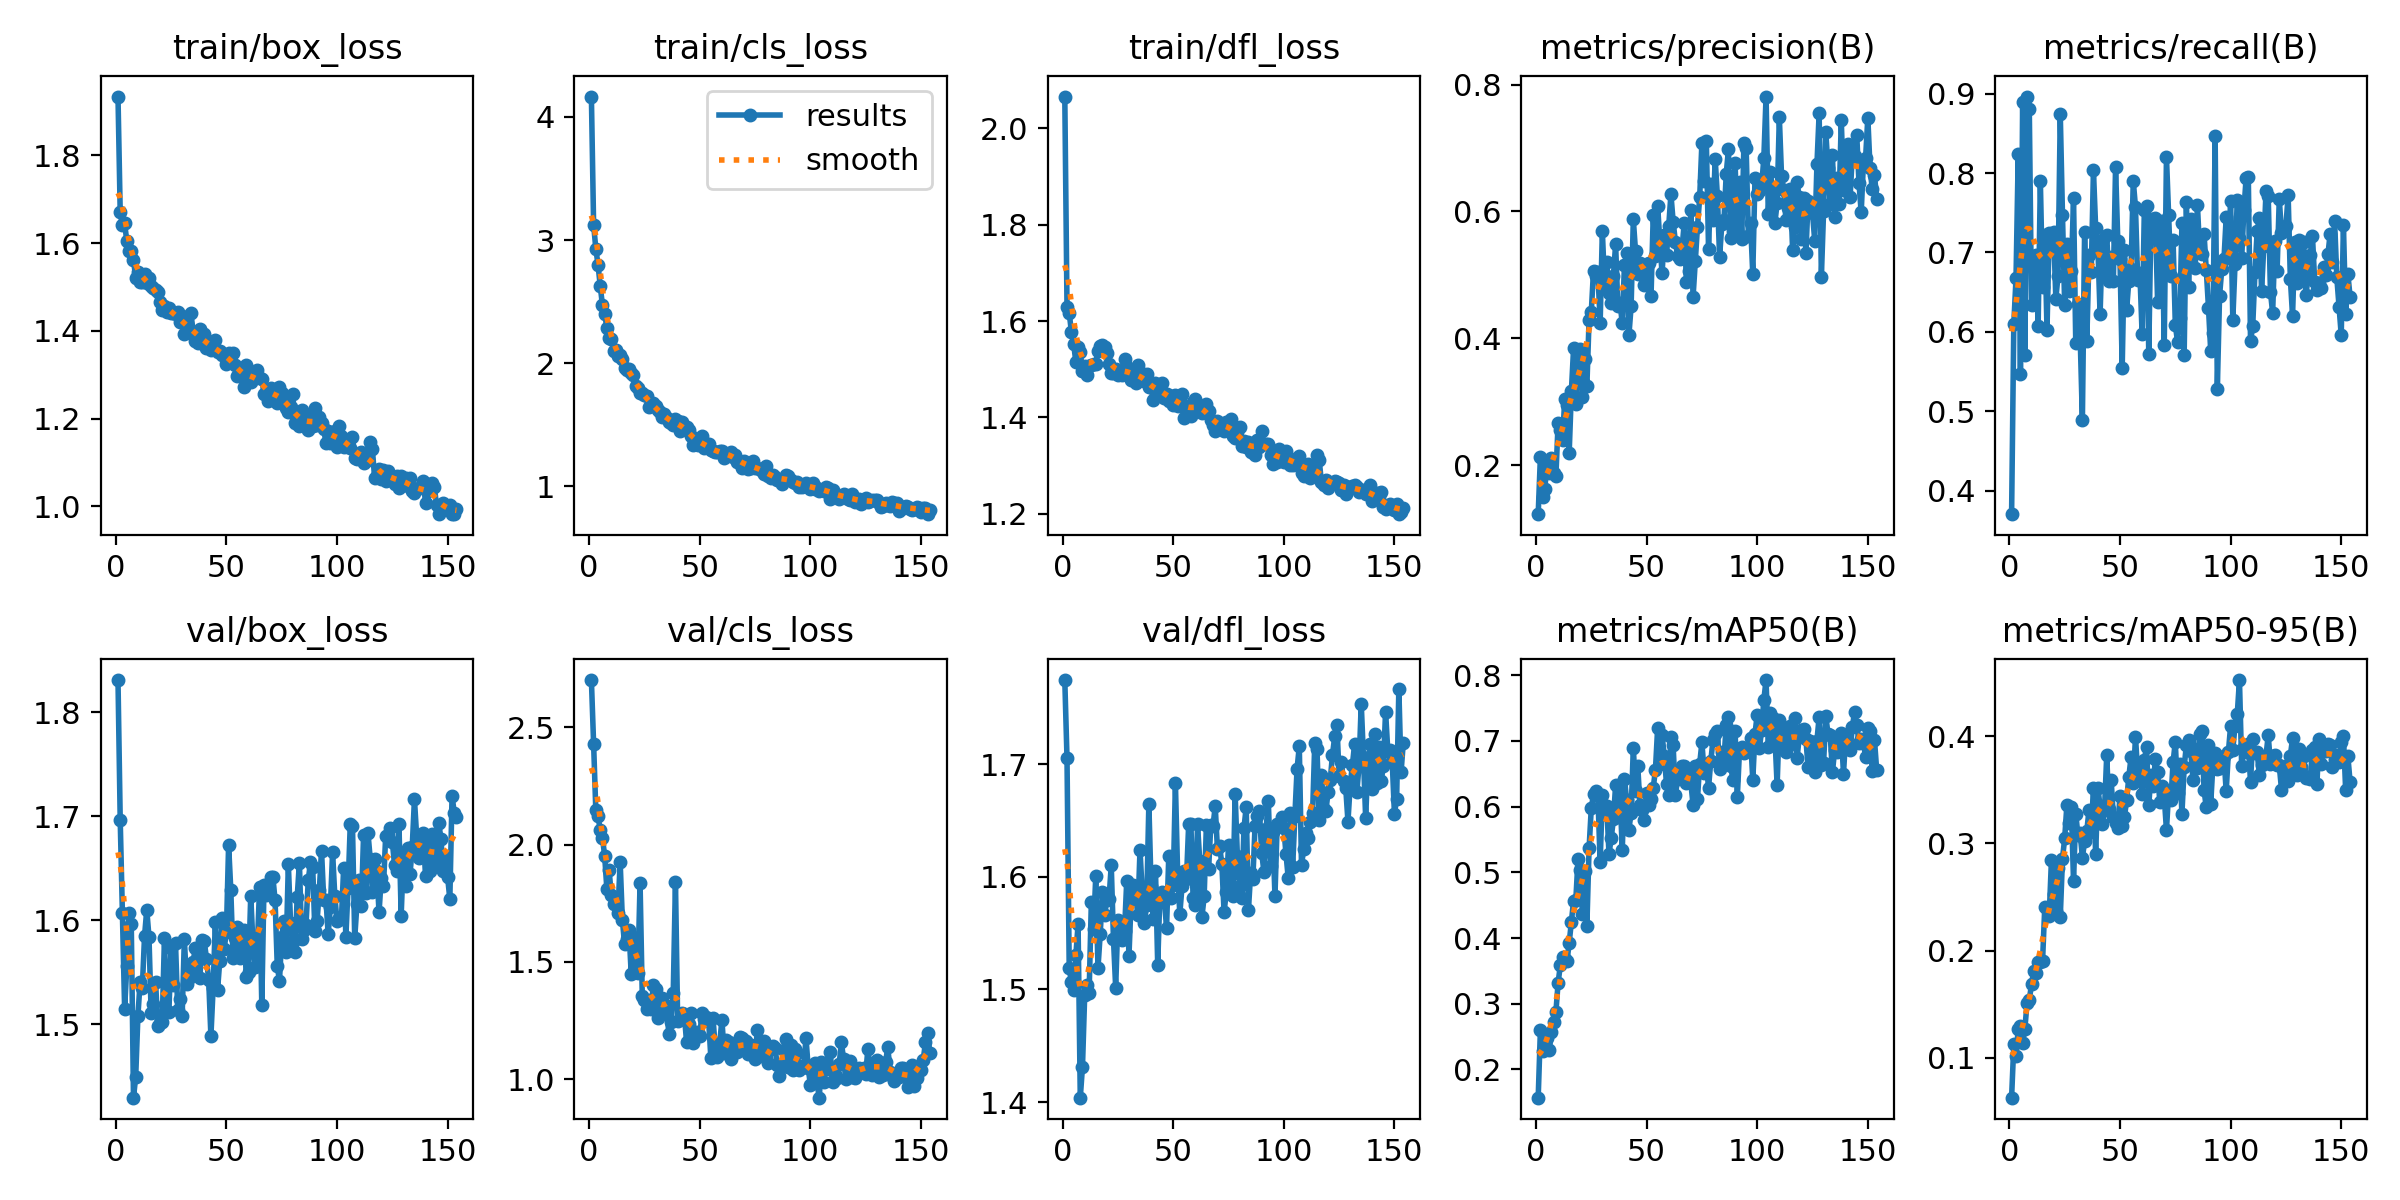 train/box_loss
1.8
1.6
1.4
1.2
1.0
0 50 100 150
train/cls_loss
results
smooth
4
3
2
1
0 50 100 150
train/dfl_loss
2.0
1.8
1.6
1.4
1.2
0 50 100 150
metrics/precision(B)
0.8
0.6
0.4
0.2
0 50 100 150
metrics/recall(B)
0.9
0.8
0.7
0.6
0.5
0.4
0 50 100 150
val/box_loss
1.8
1.7
1.6
1.5
0 50 100 150
val/cls_loss
2.5
2.0
1.5
1.0
0 50 100 150
val/dfl_loss
1.7
1.6
1.5
1.4
0 50 100 150
metrics/mAP50(B)
0.8
0.7
0.6
0.5
0.4
0.3
0.2
0 50 100 150
metrics/mAP50-95(B)
0.4
0.3
0.2
0.1
0 50 100 150